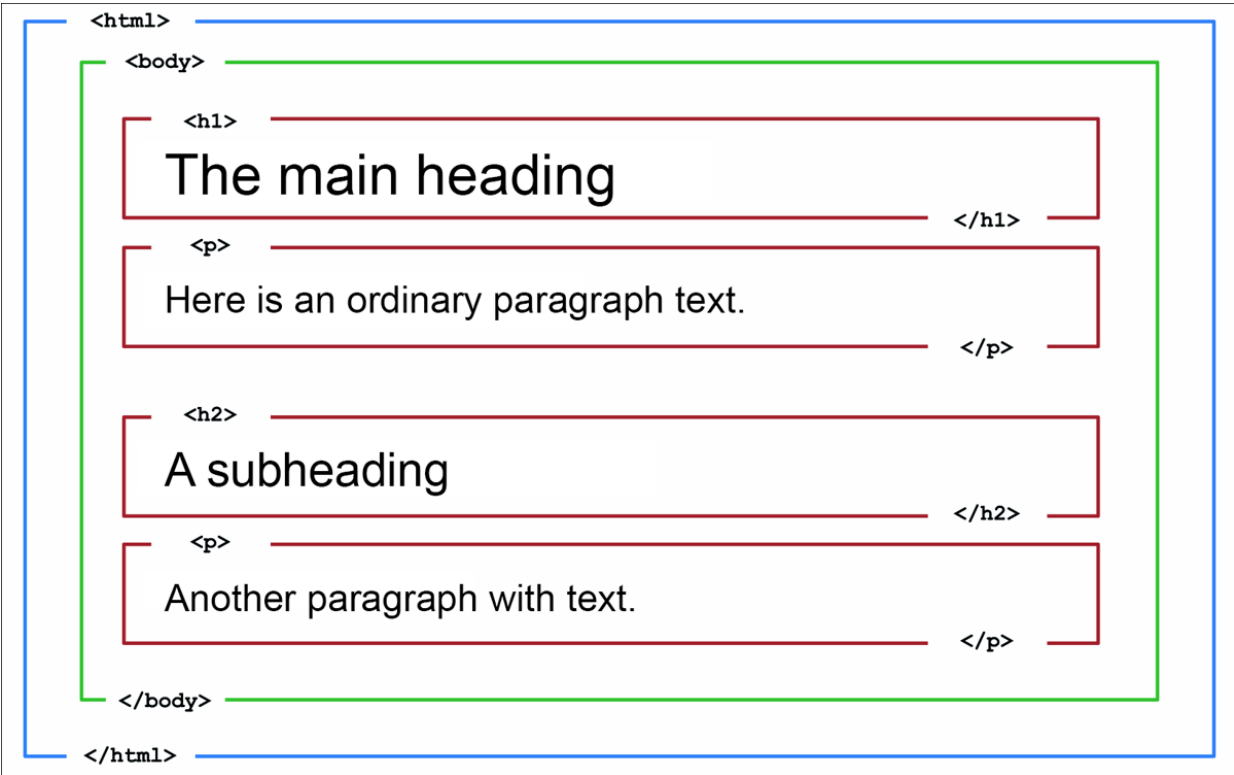 <html>
<body>
<h1>
The main heading
</h1>
<p>
Here is an ordinary paragraph text.
</p>
<h2>
A subheading
</h2>
<p>
Another paragraph with text.
</p>
</body>
</html>